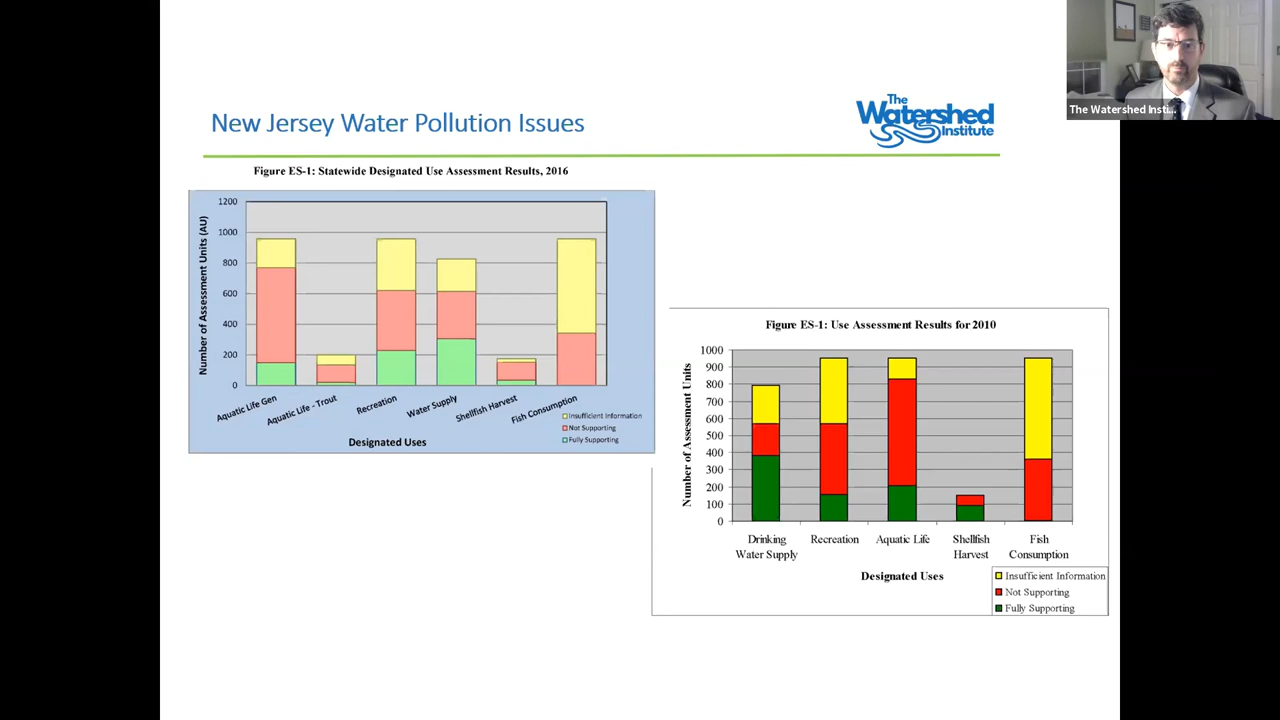 The Watershed Insti...
New Jersey Water Pollution Issues
The
Watershed
Institute
Figure ES-1: Statewide Designated Use Assessment Results, 2016
Number of Assessment Units (AU)
1200
1000
800
600
400
200
0
Aquatic Life Gen
Aquatic Life - Trout
Recreation
Water Supply
Shellfish Harvest
Fish Consumption
Designated Uses
Insufficient Information
Not Supporting
Fully Supporting
Figure ES-1: Use Assessment Results for 2010
Number of Assessment Units
1000
900
800
700
600
500
400
300
200
100
0
Drinking
Water Supply
Recreation
Aquatic Life
Shellfish
Harvest
Fish
Consumption
Designated Uses
Insufficient Information
Not Supporting
Fully Supporting